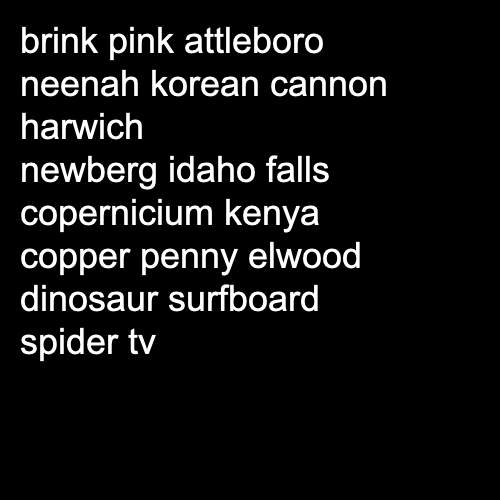 brink pink attleboro
neenah korean cannon
harwich
newberg idaho falls
copernicium kenya
copper penny elwood
dinosaur surfboard
spider tv